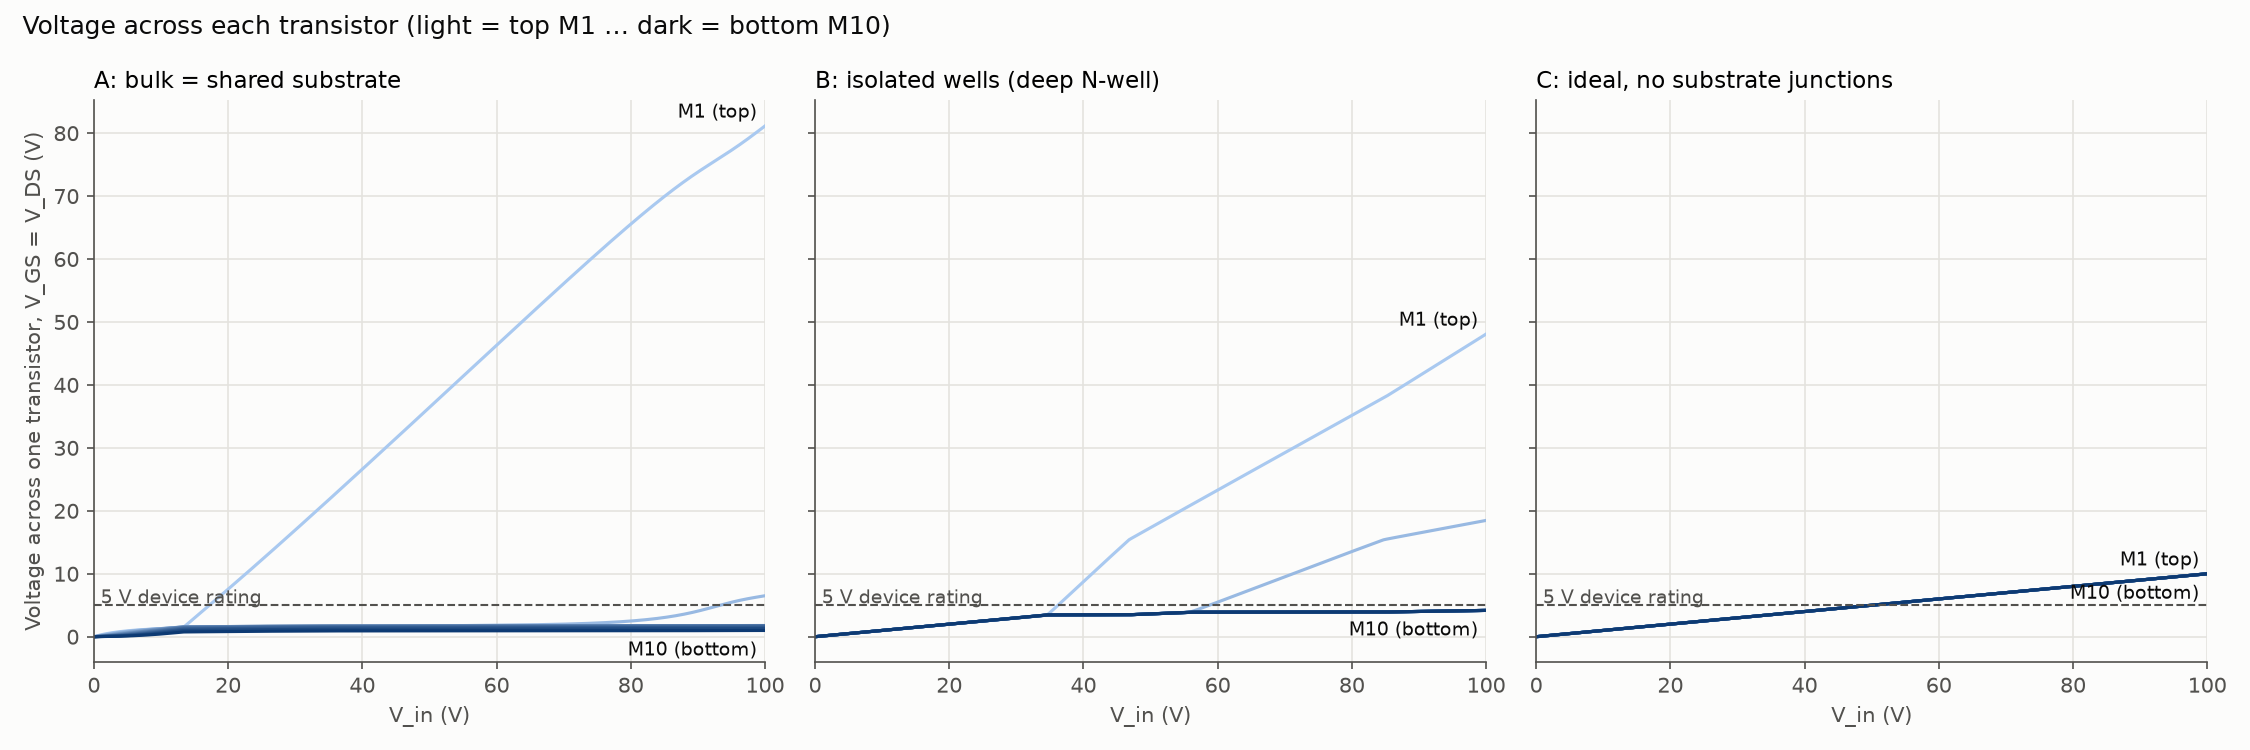 Voltage across each transistor (light = top M1 … dark = bottom M10)
A: bulk = shared substrate
B: isolated wells (deep N-well)
C: ideal, no substrate junctions
Voltage across one transistor, V_GS = V_DS (V)
80
70
60
50
40
30
20
10
0
M1 (top)
5 V device rating
M10 (bottom)
0 20 40 60 80 100
V_in (V)
M1 (top)
5 V device rating
M10 (bottom)
0 20 40 60 80 100
V_in (V)
M1 (top)
5 V device rating
M10 (bottom)
0 20 40 60 80 100
V_in (V)